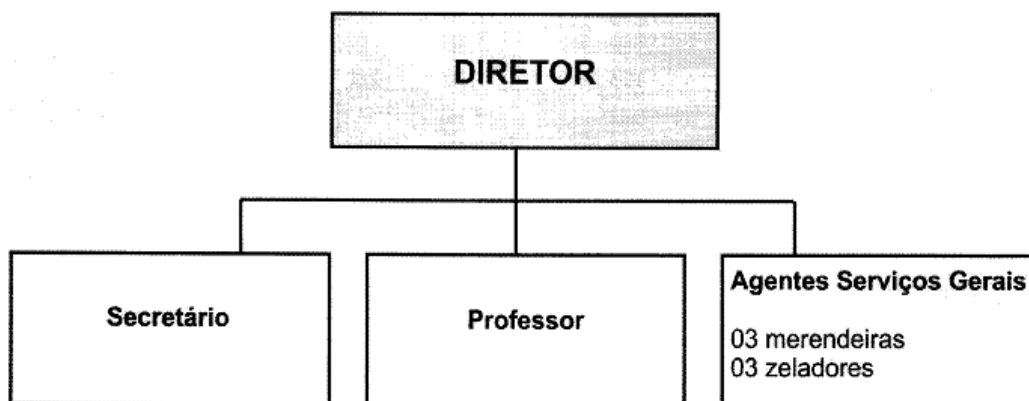 DIRETOR
Secretário
Professor
Agentes Serviços Gerais
03 merendeiras
03 zeladores